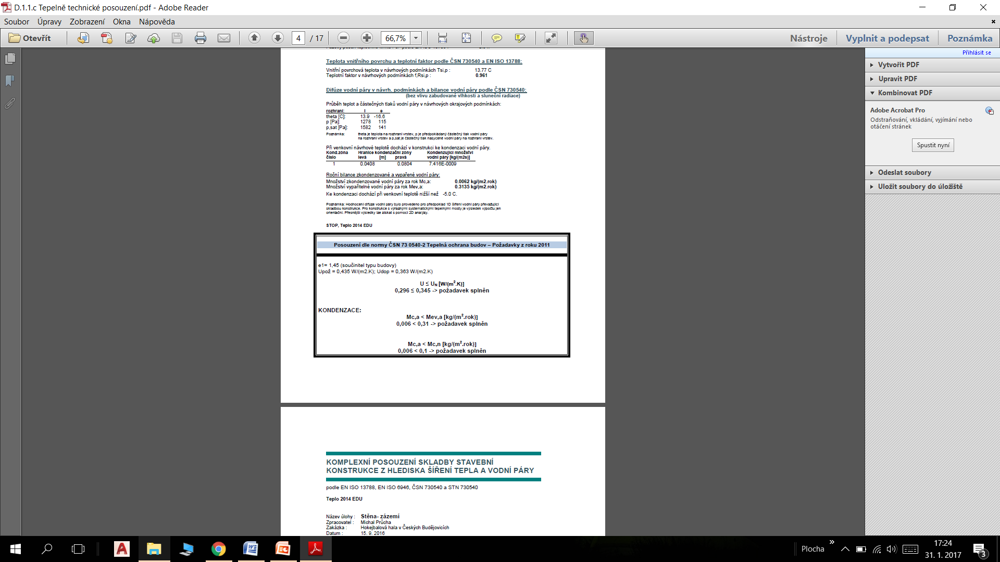 D.1.1.c Tepelně technické posouzení.pdf - Adobe Reader
Soubor Úpravy Zobrazení Okna Nápověda
Otevřít 4 / 17 66,7% Nástroje Vyplnit a podepsat Poznámka
Přihlásit se
Vytvořit PDF
Upravit PDF
Kombinovat PDF
Adobe Acrobat Pro
Odstraňování, vkládání, vyjímání nebo
otáčení stránek
Spustit nyní
Odeslat soubory
Uložit soubory do úložiště
Teplota vnitřního povrchu a teplotní faktor podle ČSN 730540 a EN ISO 13788:
Vnitřní povrchová teplota v návrhových podmínkách Tsi,p : 13.77 C
Teplotní faktor v návrhových podmínkách f,Rsi,p : 0.961
Difúze vodní páry v návrh. podmínkách a bilance vodní páry podle ČSN 730540:
(bez vlivu zabudované vlhkosti a sluneční radiace)
Průběh teplot a částečných tlaků vodní páry v návrhových okrajových podmínkách:
rozhraní: i e
theta [C]: 13.9 -16.6
p [Pa]: 1278 115
p,sat [Pa]: 1582 141
Poznámka: theta je teplota na rozhraní vrstev, p je předpokládaný částečný tlak vodní páry
na rozhraní vrstev a p,sat je částečný tlak nasycené vodní páry na rozhraní vrstev.
Při venkovní návrhové teplotě dochází v konstrukci ke kondenzaci vodní páry.
Kond.zóna Hranice kondenzační zóny Kondenzující množství
číslo levá [m] pravá vodní páry [kg/(m2s)]
1 0.0408 0.0804 7.416E-0009
Roční bilance zkondenzované a vypařené vodní páry:
Množství zkondenzované vodní páry za rok Mc,a: 0.0062 kg/(m2.rok)
Množství vypařitelné vodní páry za rok Mev,a: 0.3135 kg/(m2.rok)
Ke kondenzaci dochází při venkovní teplotě nižší než -5.0 C.
Poznámka: Hodnocení difúze vodní páry bylo provedeno pro předpoklad 1D šíření vodní páry převažující
skladbou konstrukce. Pro konstrukce s výraznými systematickými tepelnými mosty je výsledek výpočtu jen
orientační. Přesnější výsledky lze získat s pomocí 2D analýzy.
STOP, Teplo 2014 EDU
Posouzení dle normy ČSN 73 0540-2 Tepelná ochrana budov – Požadavky z roku 2011
e1= 1,45 (součinitel typu budovy)
Upož = 0,435 W/(m2.K); Udop = 0,363 W/(m2.K)
U ≤ UN [W/(m2.K)]
0,296 ≤ 0,345 -> požadavek splněn
KONDENZACE:
Mc,a < Mev,a [kg/(m2.rok)]
0,006 < 0,31 -> požadavek splněn
Mc,a < Mc,n [kg/(m2.rok)]
0,006 < 0,1 -> požadavek splněn
KOMPLEXNÍ POSOUZENÍ SKLADBY STAVEBNÍ
KONSTRUKCE Z HLEDISKA ŠÍŘENÍ TEPLA A VODNÍ PÁRY
podle EN ISO 13788, EN ISO 6946, ČSN 730540 a STN 730540
Teplo 2014 EDU
Název úlohy : Stěna- zázemí
Zpracovatel : Michal Průcha
Zakázka : Hokejbalová hala v Českých Budějovicích
Datum : 15. 9. 2016
Plocha
17:24
31. 1. 2017
3